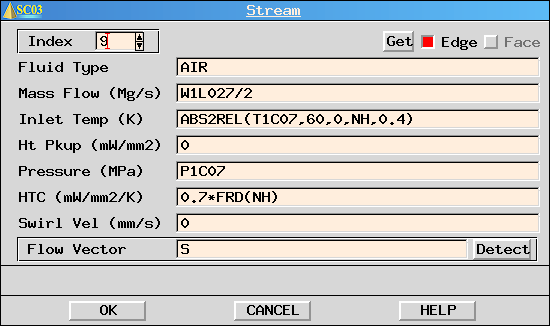 SC03 Stream
Index 9 Get Edge Face
Fluid Type AIR
Mass Flow (Mg/s) W1L027/2
Inlet Temp (K) ABS2REL(T1C07,60,0,NH,0.4)
Ht Pkup (mW/mm2) 0
Pressure (MPa) P1C07
HTC (mW/mm2/K) 0.7*FRD(NH)
Swirl Vel (mm/s) 0
Flow Vector S Detect
OK CANCEL HELP